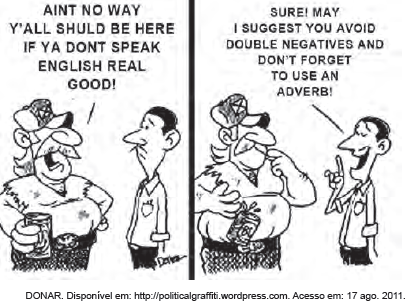 AINT NO WAY
Y'ALL SHULD BE HERE
IF YA DONT SPEAK
ENGLISH REAL
GOOD!
SURE! MAY
I SUGGEST YOU AVOID
DOUBLE NEGATIVES AND
DON'T FORGET
TO USE AN
ADVERB!
DONAR. Disponível em: http://politicalgraffiti.wordpress.com. Acesso em: 17 ago. 2011.